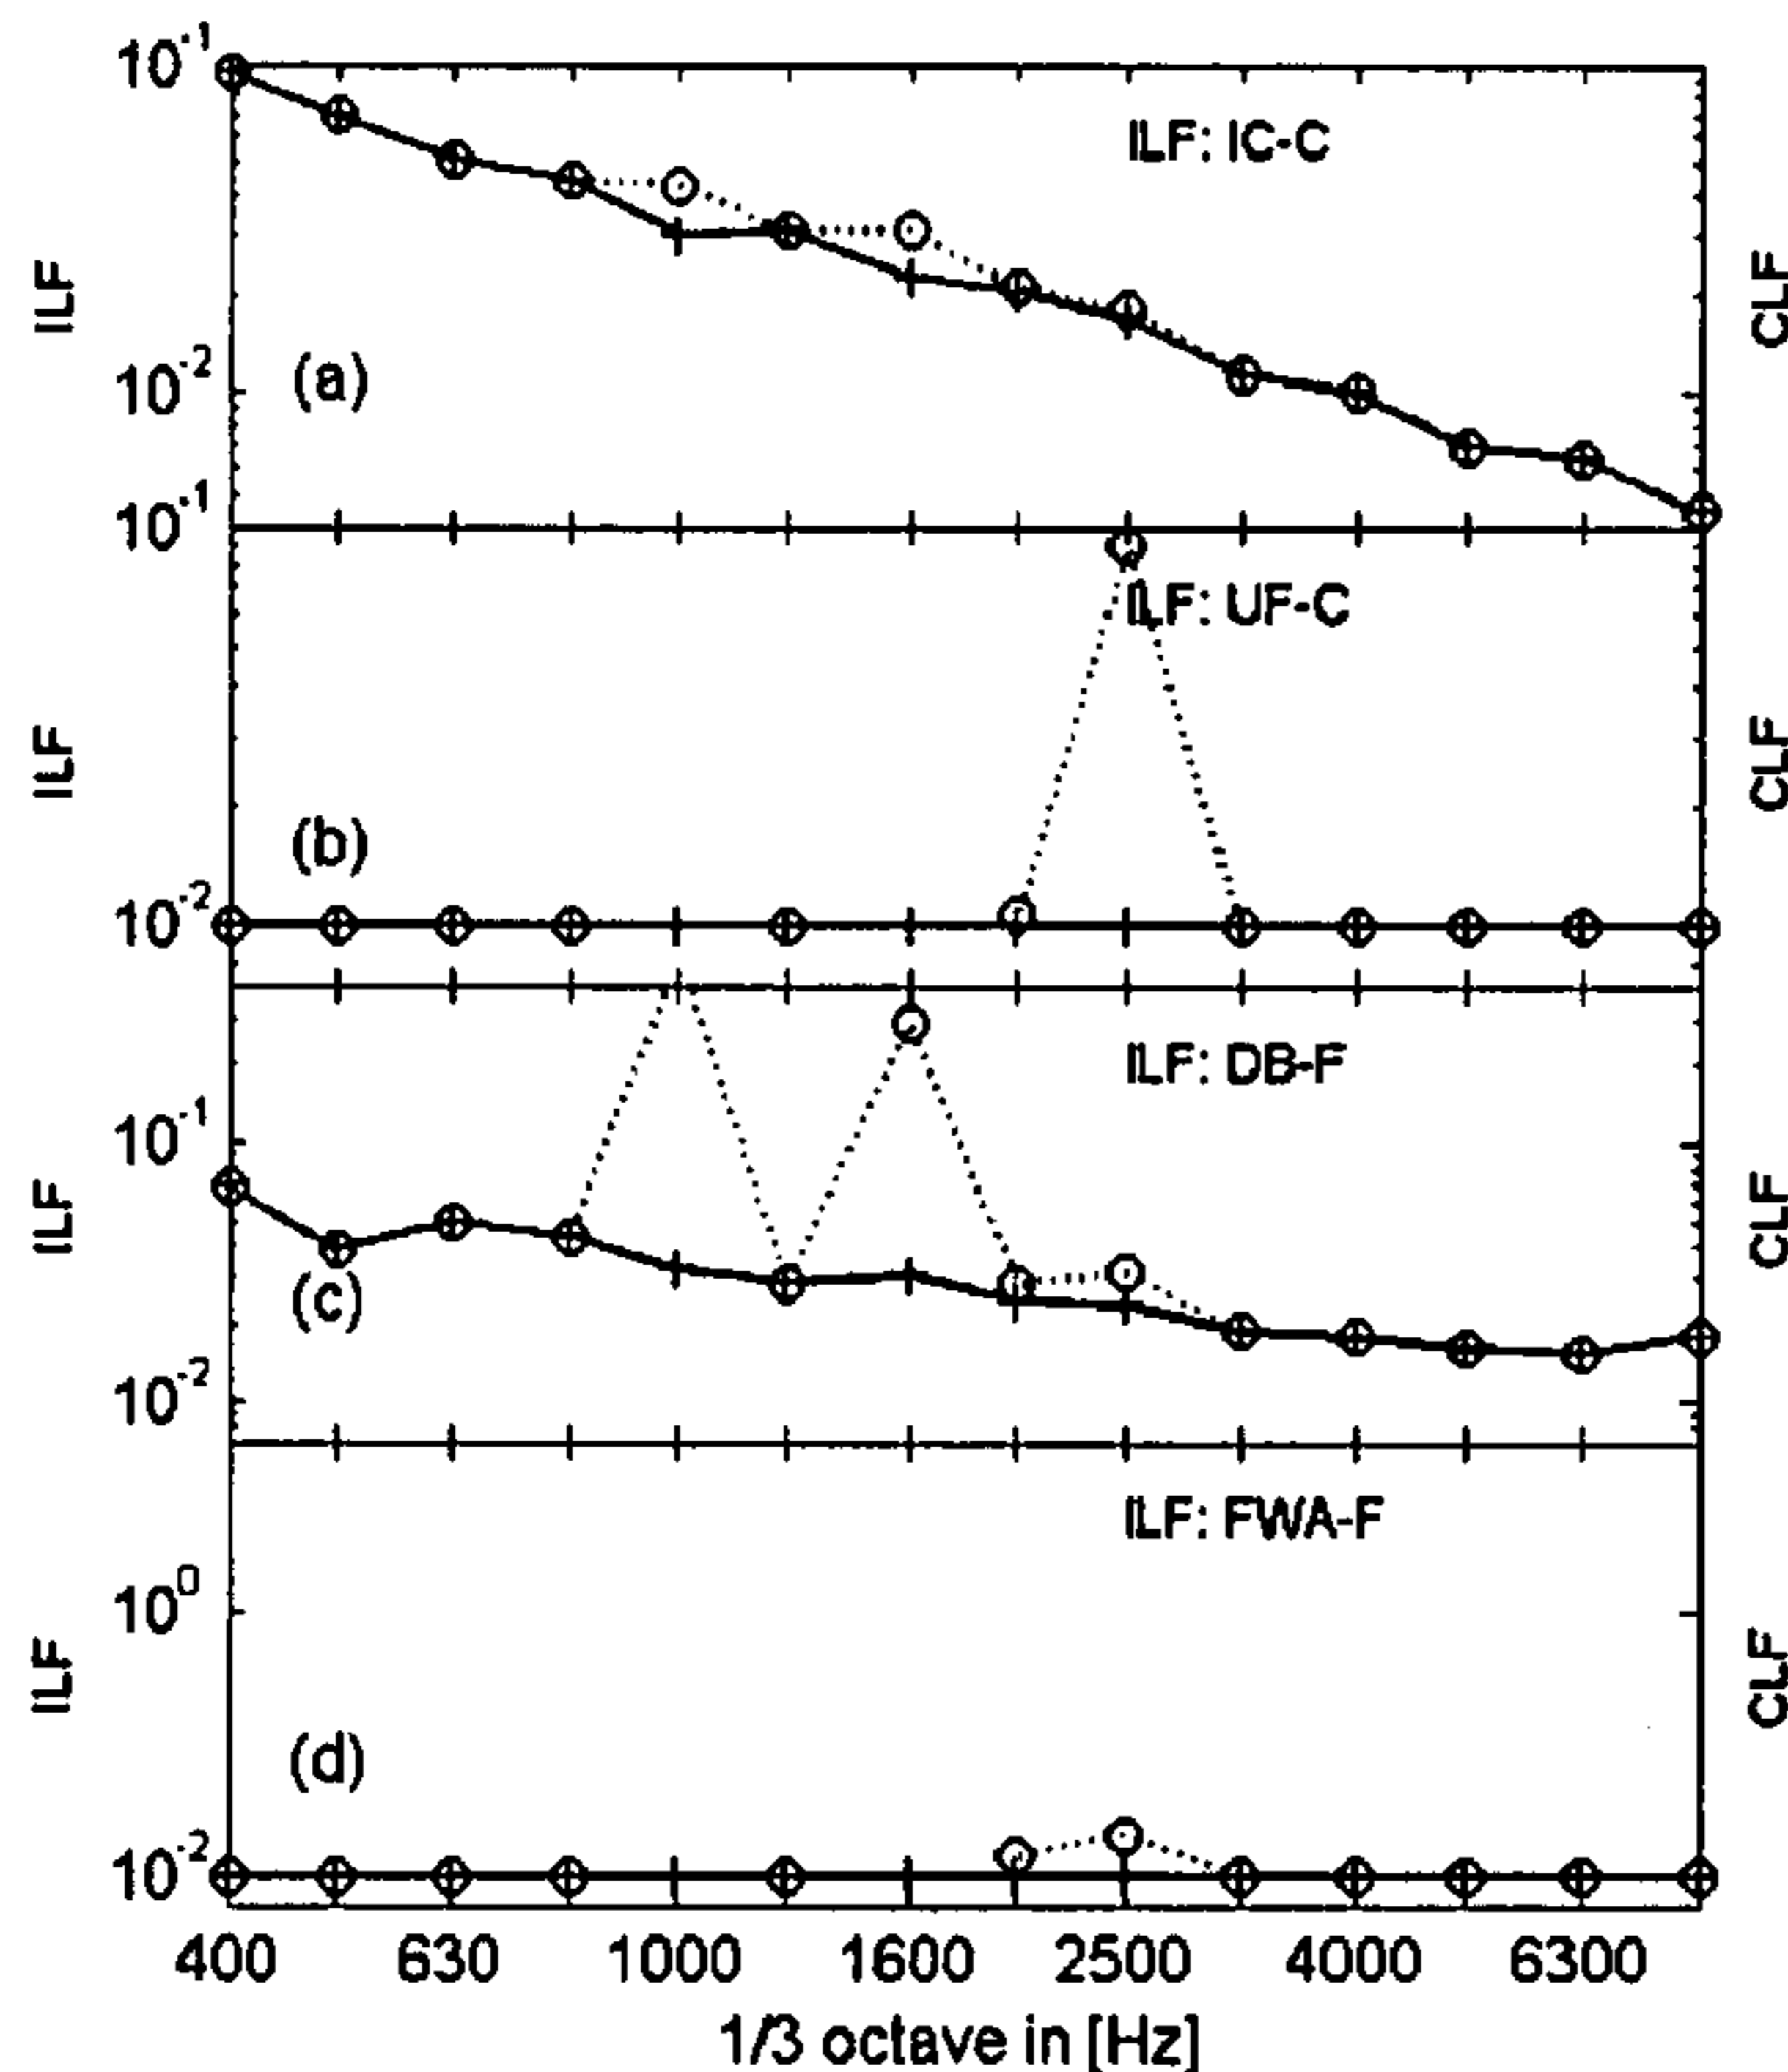 10-1
ILF: IC-C
ILF
CLF
(a)
10-2
10-1
ILF: UF-C
ILF
CLF
(b)
10-2
ILF: DB-F
10-1
ILF
CLF
(c)
10-2
ILF: FWA-F
100
ILF
CLF
(d)
10-2
400 630 1000 1600 2500 4000 6300
1/3 octave in [Hz]